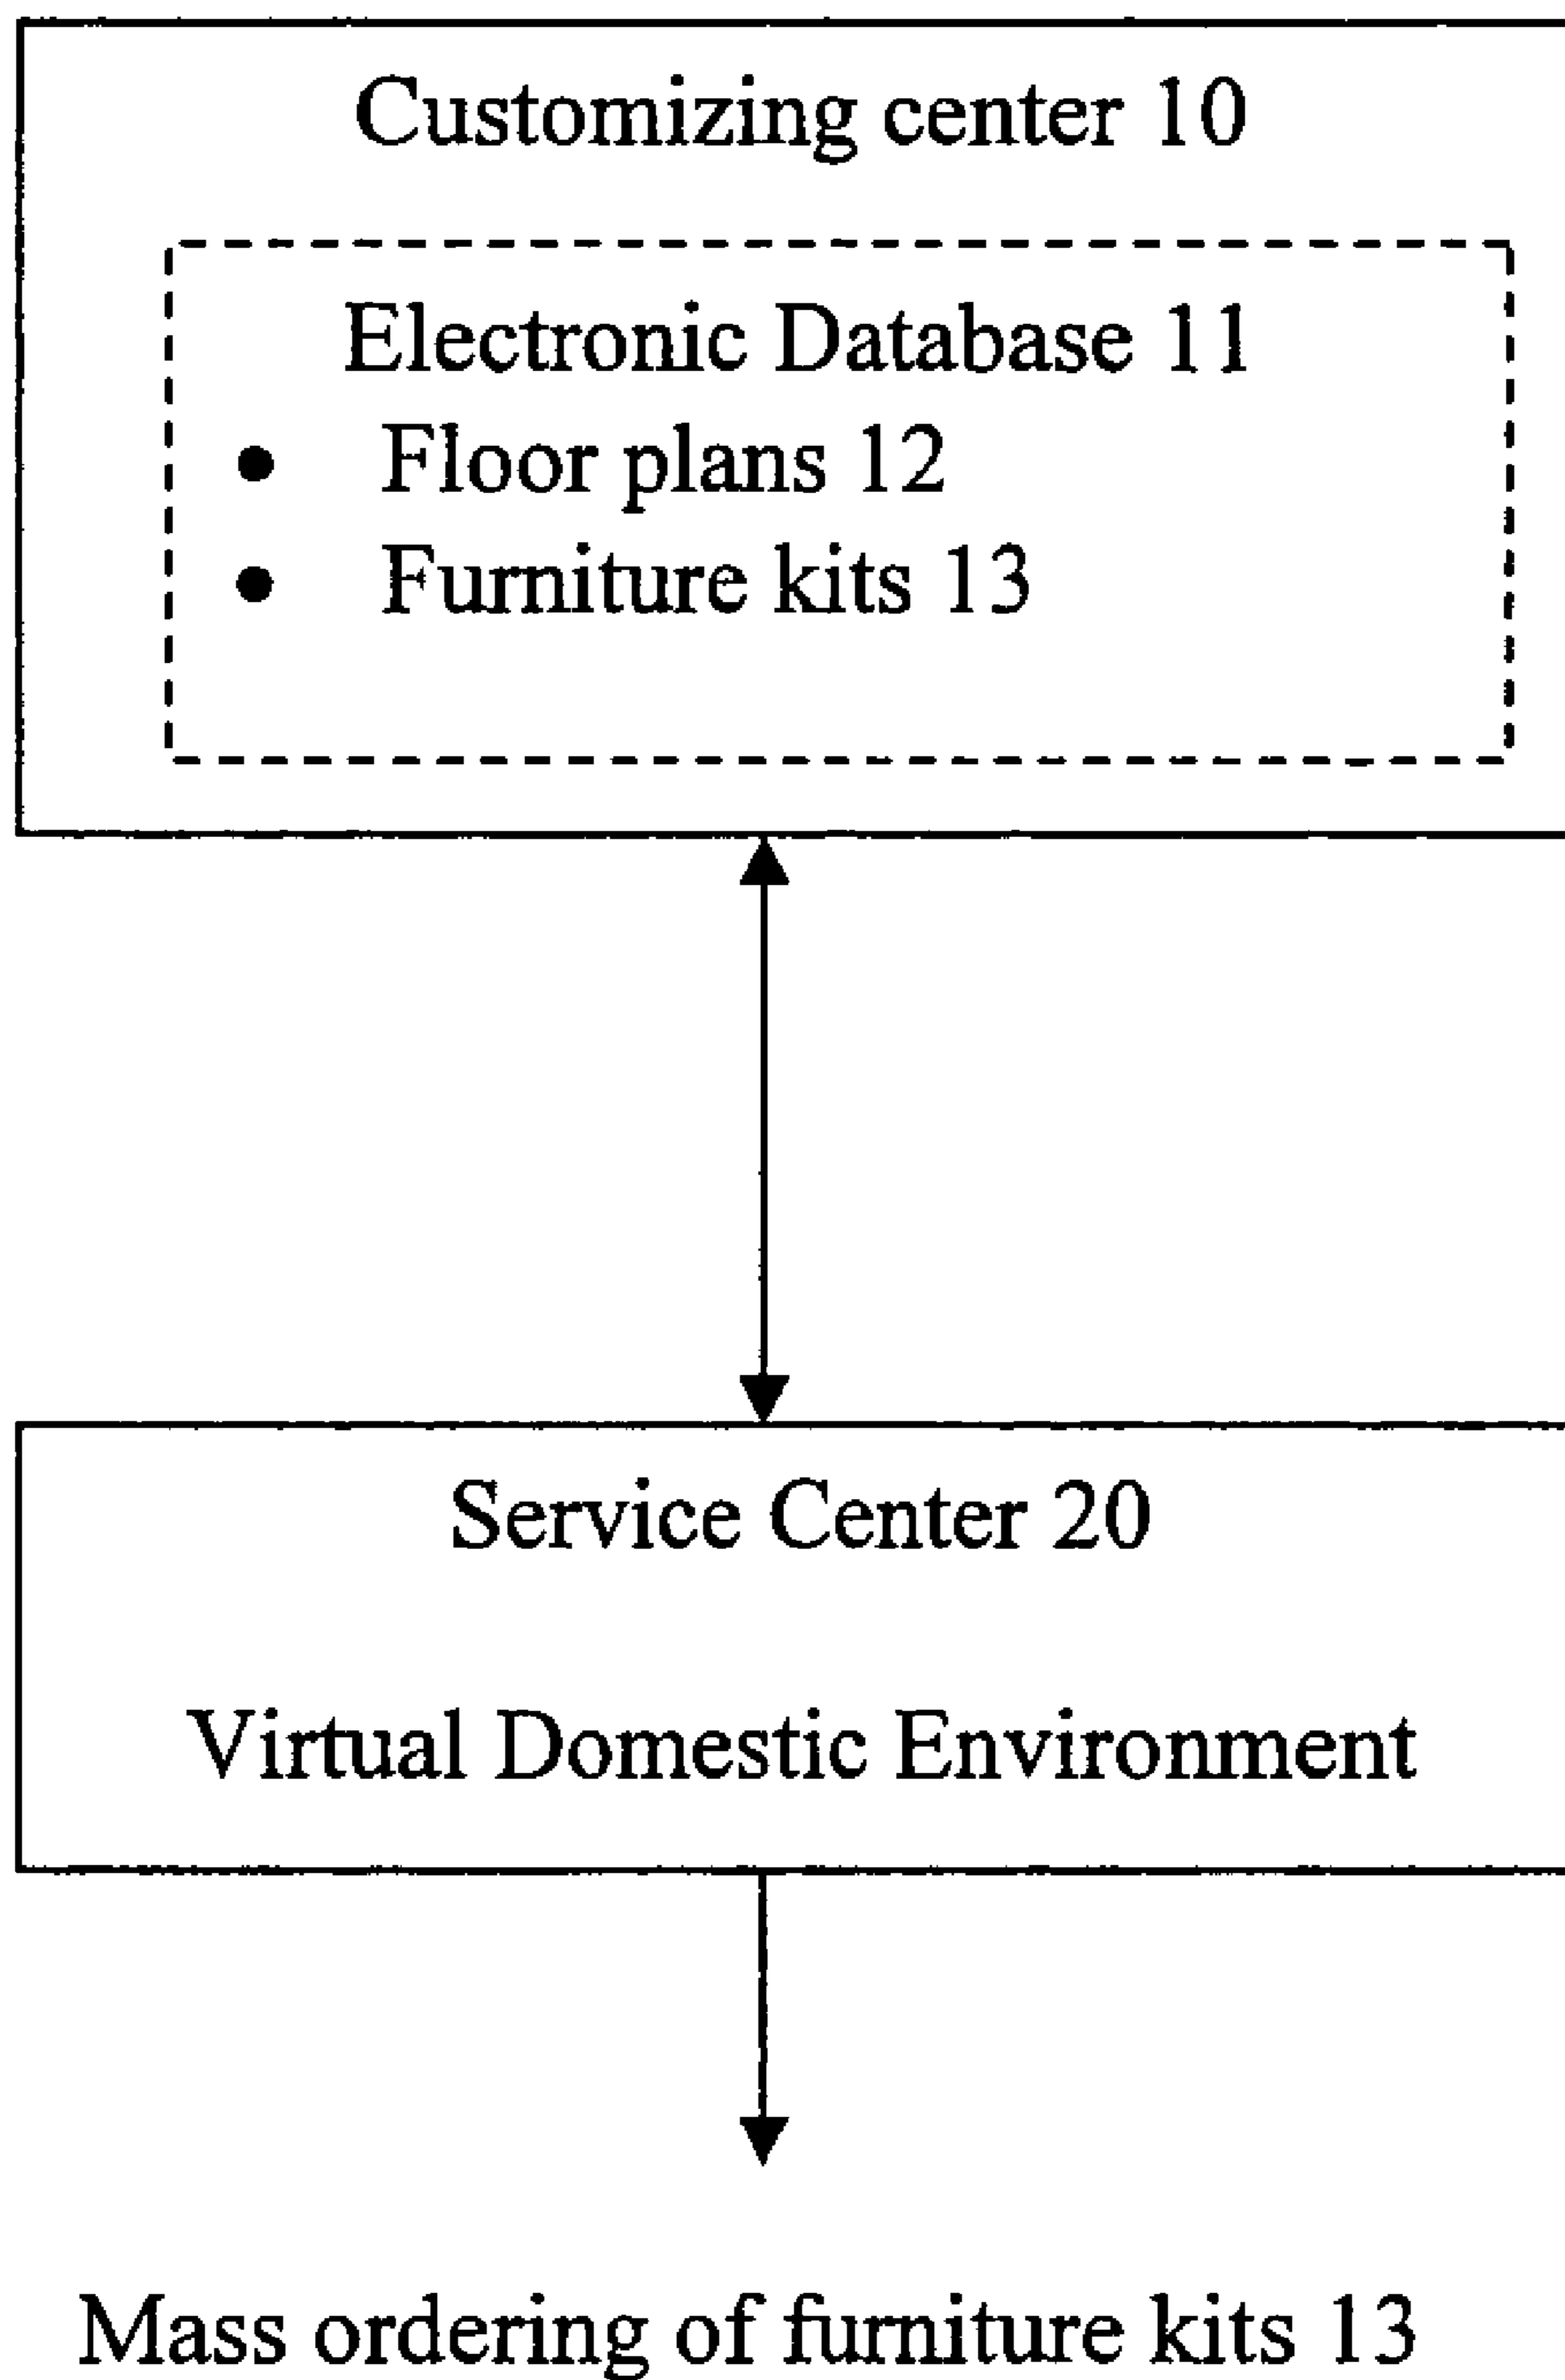 Customizing center 10
Electronic Database 11
● Floor plans 12
● Furniture kits 13
Service Center 20
Virtual Domestic Environment
Mass ordering of furniture kits 13